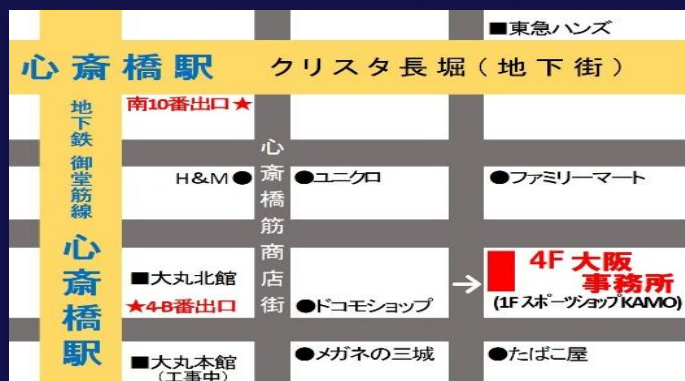 ■東急ハンズ
心斎橋駅 クリスタ長堀(地下街)
南10番出口★
地下鉄 御堂筋線
心斎橋駅
心斎橋筋商店街
H&M●
●ユニクロ
●ファミリーマート
■大丸北館
★4-B番出口
●ドコモショップ
→
4F 大阪
事務所
(1F スポーツショップKAMO)
■大丸本館
(工事中)
●メガネの三城
●たばこ屋